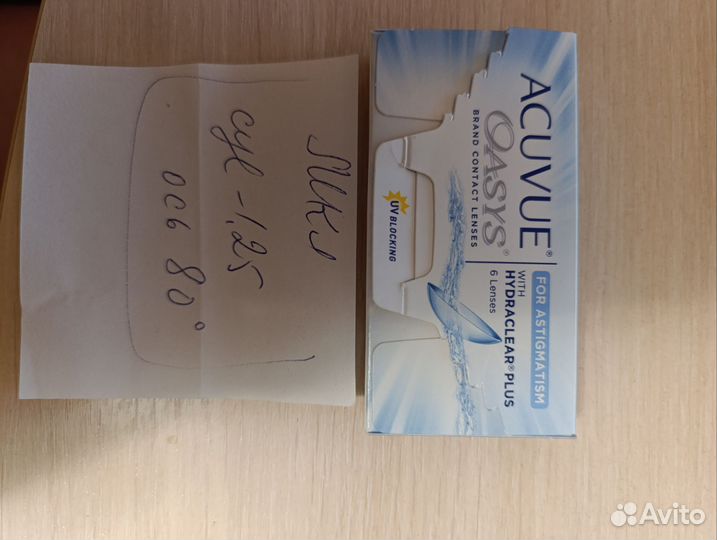 cyl -1,25
ось 80°
ACUVUE®
OASYS®
BRAND CONTACT LENSES
UV BLOCKING
FOR ASTIGMATISM
WITH
HYDRACLEAR® PLUS
6 Lenses
Avito